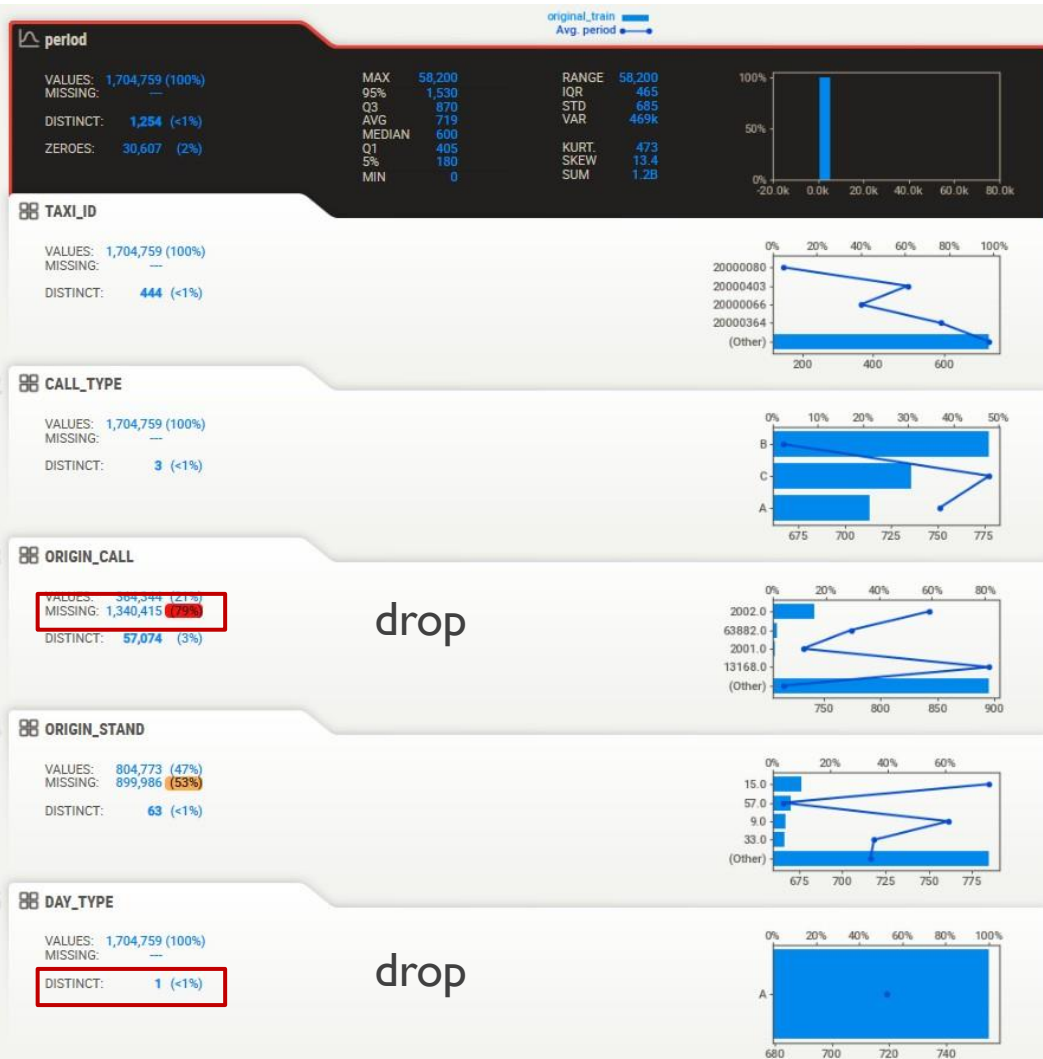 original_train
Avg. period
period
VALUES: 1,704,759 (100%)
MISSING: ---
DISTINCT: 1,254 (<1%)
ZEROES: 30,607 (2%)
MAX 58,200
95% 1,530
Q3 870
AVG 719
MEDIAN 600
Q1 405
5% 180
MIN 0
RANGE 58,200
IQR 465
STD 685
VAR 469k
KURT. 473
SKEW 13.4
SUM 1.2B
100%
50%
0%
-20.0k 0.0k 20.0k 40.0k 60.0k 80.0k
TAXI_ID
VALUES: 1,704,759 (100%)
MISSING: ---
DISTINCT: 444 (<1%)
0% 20% 40% 60% 80% 100%
20000080
20000403
20000066
20000364
(Other)
200 400 600
CALL_TYPE
VALUES: 1,704,759 (100%)
MISSING: ---
DISTINCT: 3 (<1%)
0% 10% 20% 30% 40% 50%
B
C
A
675 700 725 750 775
ORIGIN_CALL
VALUES: 364,344 (21%)
MISSING: 1,340,415 (79%)
DISTINCT: 57,074 (3%)
drop
0% 20% 40% 60% 80%
2002.0
63882.0
2001.0
13168.0
(Other)
750 800 850 900
ORIGIN_STAND
VALUES: 804,773 (47%)
MISSING: 899,986 (53%)
DISTINCT: 63 (<1%)
0% 20% 40% 60%
15.0
57.0
9.0
33.0
(Other)
675 700 725 750 775
DAY_TYPE
VALUES: 1,704,759 (100%)
MISSING: ---
DISTINCT: 1 (<1%)
drop
0% 20% 40% 60% 80% 100%
A
680 700 720 740